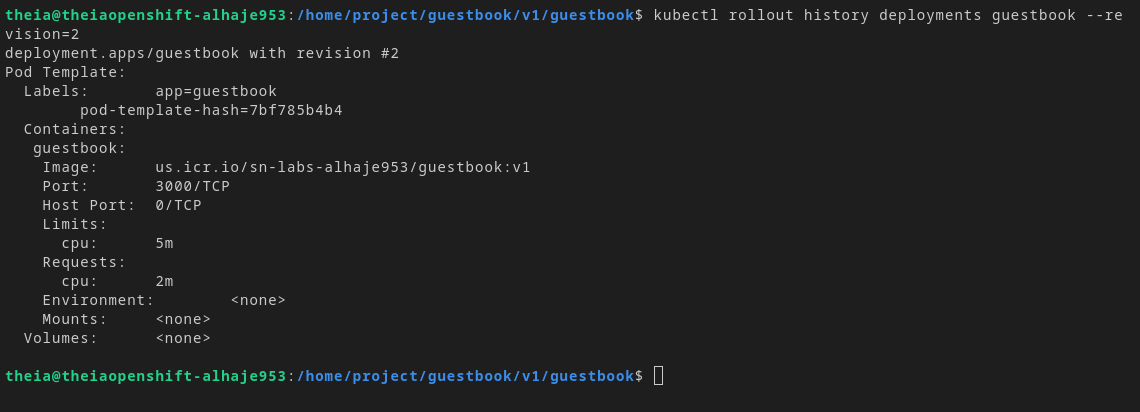 theia@theiaopenshift-alhaje953:/home/project/guestbook/v1/guestbook$ kubectl rollout history deployments guestbook --re
vision=2
deployment.apps/guestbook with revision #2
Pod Template:
  Labels:       app=guestbook
        pod-template-hash=7bf785b4b4
  Containers:
   guestbook:
    Image:      us.icr.io/sn-labs-alhaje953/guestbook:v1
    Port:       3000/TCP
    Host Port:  0/TCP
    Limits:
      cpu:      5m
    Requests:
      cpu:      2m
    Environment:        <none>
    Mounts:     <none>
  Volumes:      <none>
theia@theiaopenshift-alhaje953:/home/project/guestbook/v1/guestbook$